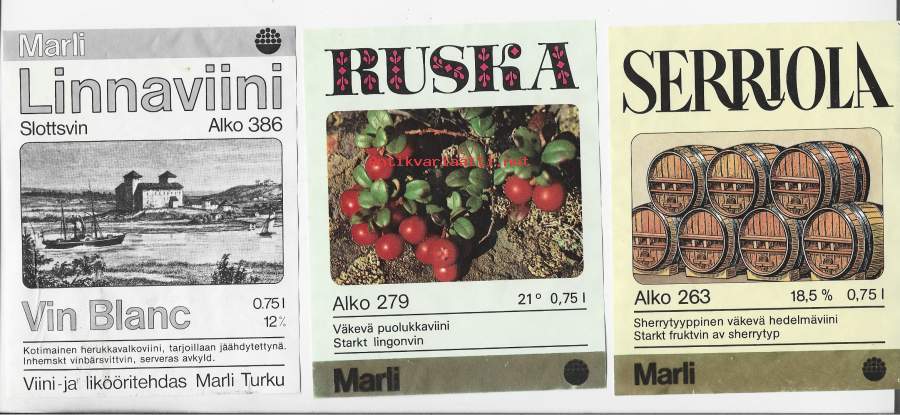 Marli
Linnaviini
Slottsvin Alko 386
Vin Blanc 0.75 l
12%
Kotimainen herukkavalkoviini, tarjoillaan jäähdytettynä.
Inhemskt vinbärsvittvin, serveras avkyld.
Viini-ja likööritehdas Marli Turku
RUSKA
antikvariaatti.net
Alko 279 21° 0,75 l
Väkevä puolukkaviini
Starkt lingonvin
Marli
SERRIOLA
Alko 263 18,5 % 0,75 l
Sherrytyyppinen väkevä hedelmäviini
Starkt fruktvin av sherrytyp
Marli